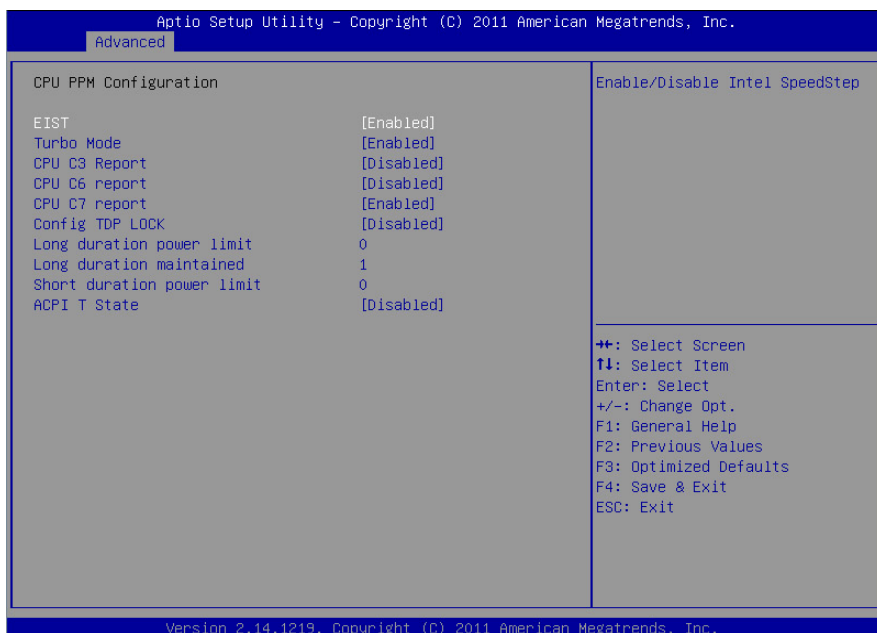 Aptio Setup Utility – Copyright (C) 2011 American Megatrends, Inc.
Advanced
CPU PPM Configuration
EIST [Enabled]
Turbo Mode [Enabled]
CPU C3 Report [Disabled]
CPU C6 report [Disabled]
CPU C7 report [Enabled]
Config TDP LOCK [Disabled]
Long duration power limit 0
Long duration maintained 1
Short duration power limit 0
ACPI T State [Disabled]
Enable/Disable Intel SpeedStep
→←: Select Screen
↑↓: Select Item
Enter: Select
+/-: Change Opt.
F1: General Help
F2: Previous Values
F3: Optimized Defaults
F4: Save & Exit
ESC: Exit
Version 2.14.1219. Copyright (C) 2011 American Megatrends, Inc.